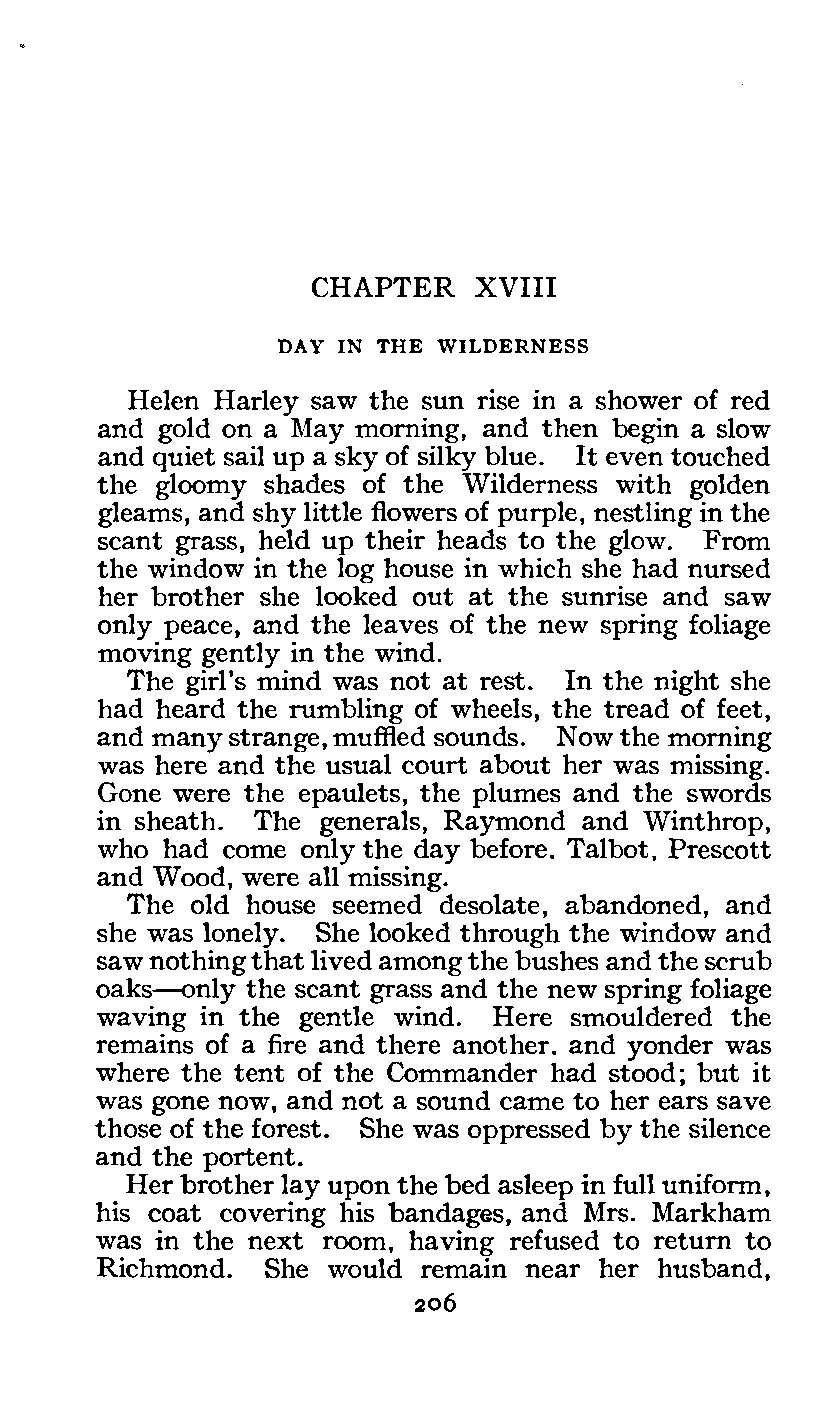 CHAPTER XVIII
DAY IN THE WILDERNESS
Helen Harley saw the sun rise in a shower of red
and gold on a May morning, and then begin a slow
and quiet sail up a sky of silky blue. It even touched
the gloomy shades of the Wilderness with golden
gleams, and shy little flowers of purple, nestling in the
scant grass, held up their heads to the glow. From
the window in the log house in which she had nursed
her brother she looked out at the sunrise and saw
only peace, and the leaves of the new spring foliage
moving gently in the wind.
The girl's mind was not at rest. In the night she
had heard the rumbling of wheels, the tread of feet,
and many strange, muffled sounds. Now the morning
was here and the usual court about her was missing.
Gone were the epaulets, the plumes and the swords
in sheath. The generals, Raymond and Winthrop,
who had come only the day before. Talbot, Prescott
and Wood, were all missing.
The old house seemed desolate, abandoned, and
she was lonely. She looked through the window and
saw nothing that lived among the bushes and the scrub
oaks—only the scant grass and the new spring foliage
waving in the gentle wind. Here smouldered the
remains of a fire and there another. and yonder was
where the tent of the Commander had stood; but it
was gone now, and not a sound came to her ears save
those of the forest. She was oppressed by the silence
and the portent.
Her brother lay upon the bed asleep in full uniform,
his coat covering his bandages, and Mrs. Markham
was in the next room, having refused to return to
Richmond. She would remain near her husband,
206